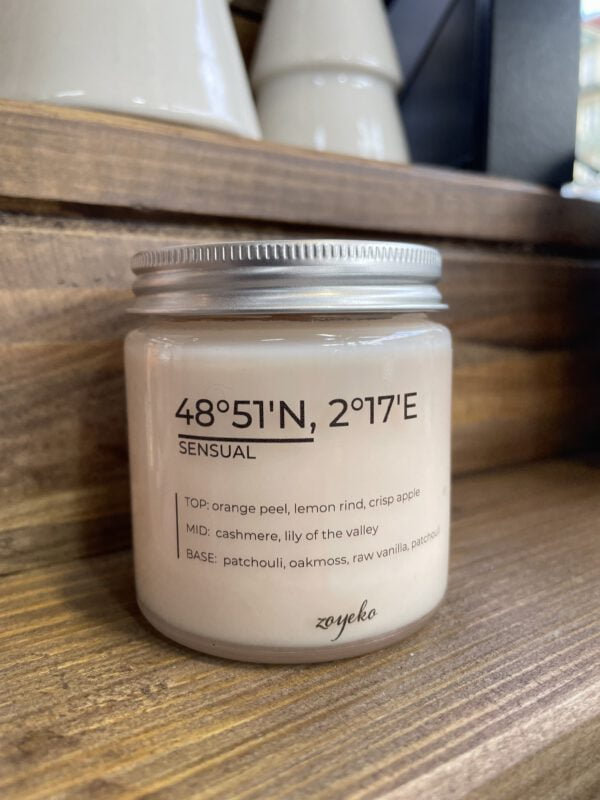 48°51'N, 2°17'E
SENSUAL
TOP: orange peel, lemon rind, crisp apple
MID: cashmere, lily of the valley
BASE: patchouli, oakmoss, raw vanilla, patchouli
zoyeko